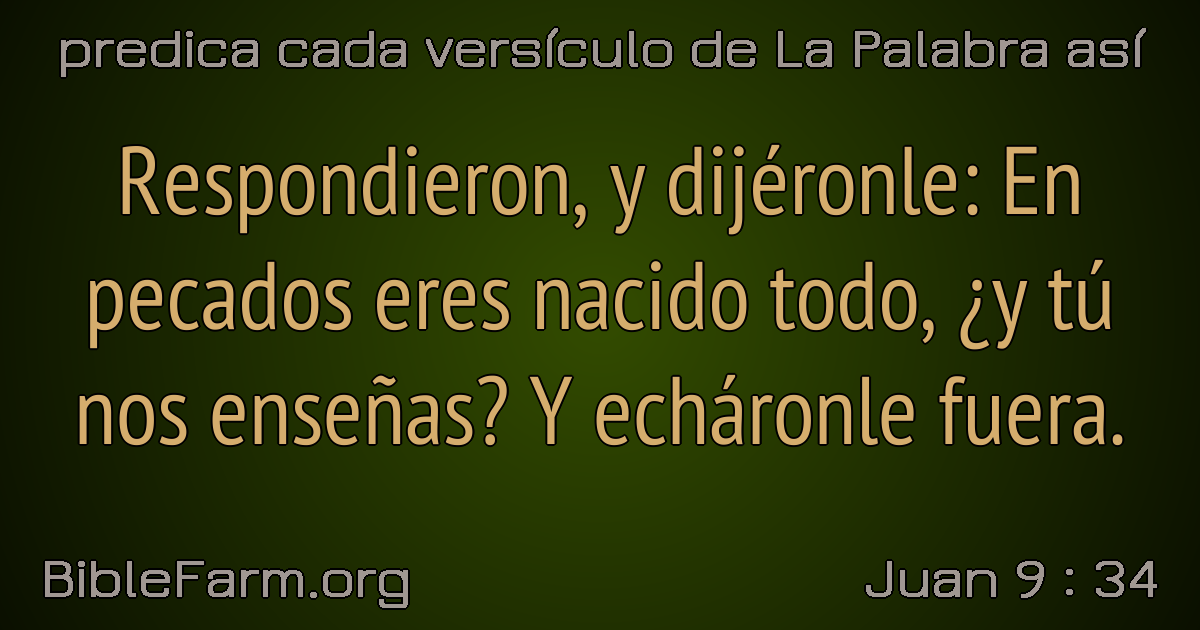 predica cada versículo de La Palabra así
Respondieron, y dijéronle: En
pecados eres nacido todo, ¿y tú
nos enseñas? Y echáronle fuera.
BibleFarm.org
Juan 9 : 34